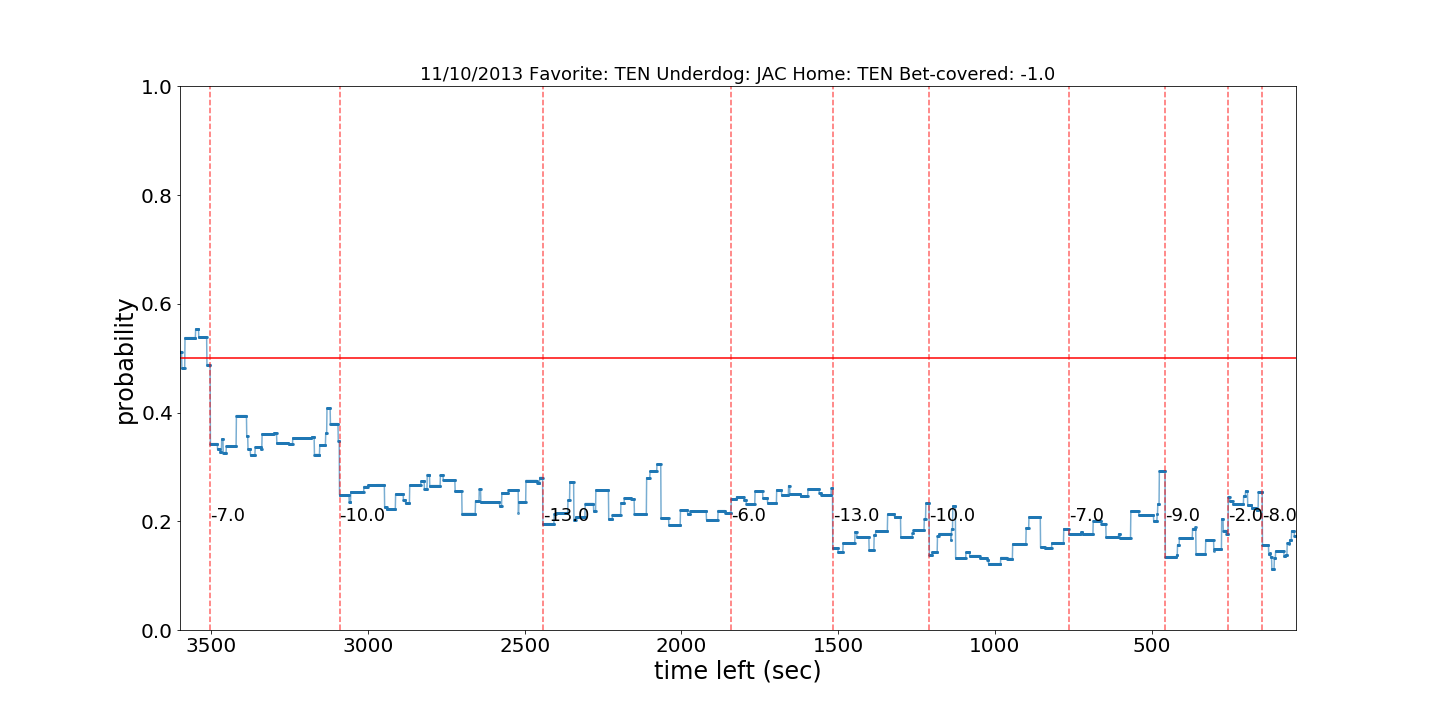 11/10/2013 Favorite: TEN Underdog: JAC Home: TEN Bet-covered: -1.0
1.0
0.8
0.6
0.4
0.2
0.0
probability
-7.0 -10.0 -13.0 -6.0 -13.0 -10.0 -7.0 -9.0 -2.0 -8.0
3500 3000 2500 2000 1500 1000 500
time left (sec)